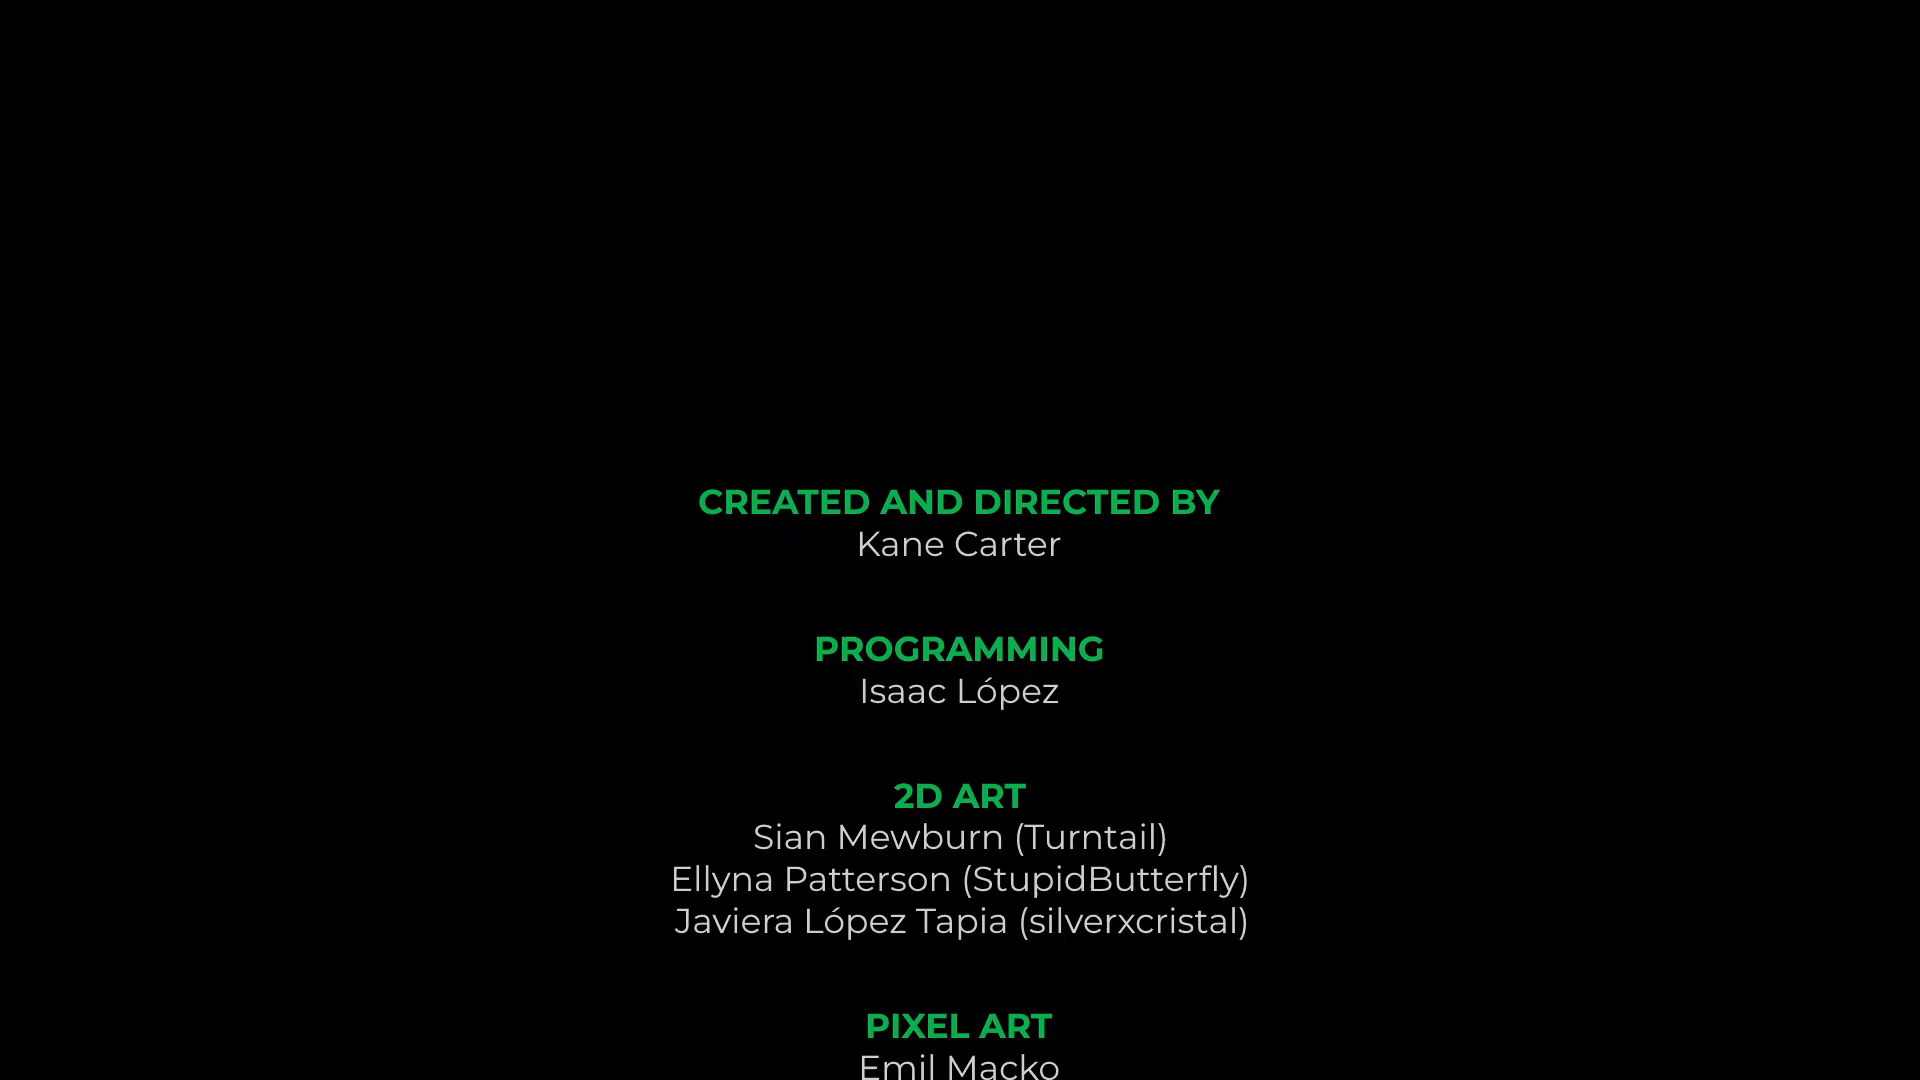 CREATED AND DIRECTED BY
Kane Carter
PROGRAMMING
Isaac López
2D ART
Sian Mewburn (Turntail)
Ellyna Patterson (StupidButterfly)
Javiera López Tapia (silverxcristal)
PIXEL ART
Emil Macko